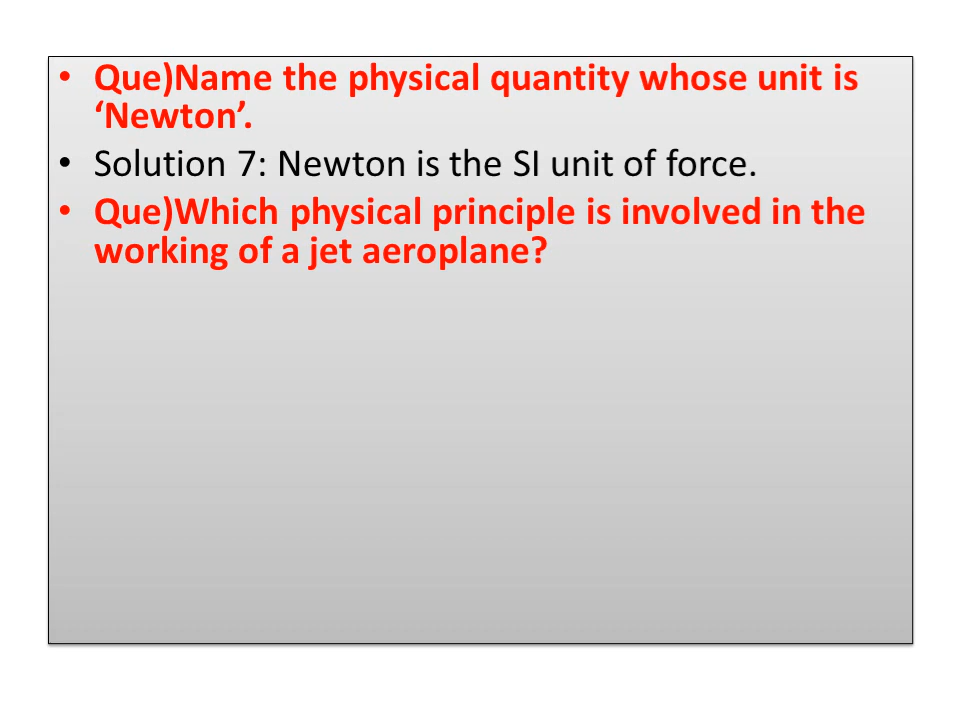 • Que)Name the physical quantity whose unit is
‘Newton’.
• Solution 7: Newton is the SI unit of force.
• Que)Which physical principle is involved in the
working of a jet aeroplane?